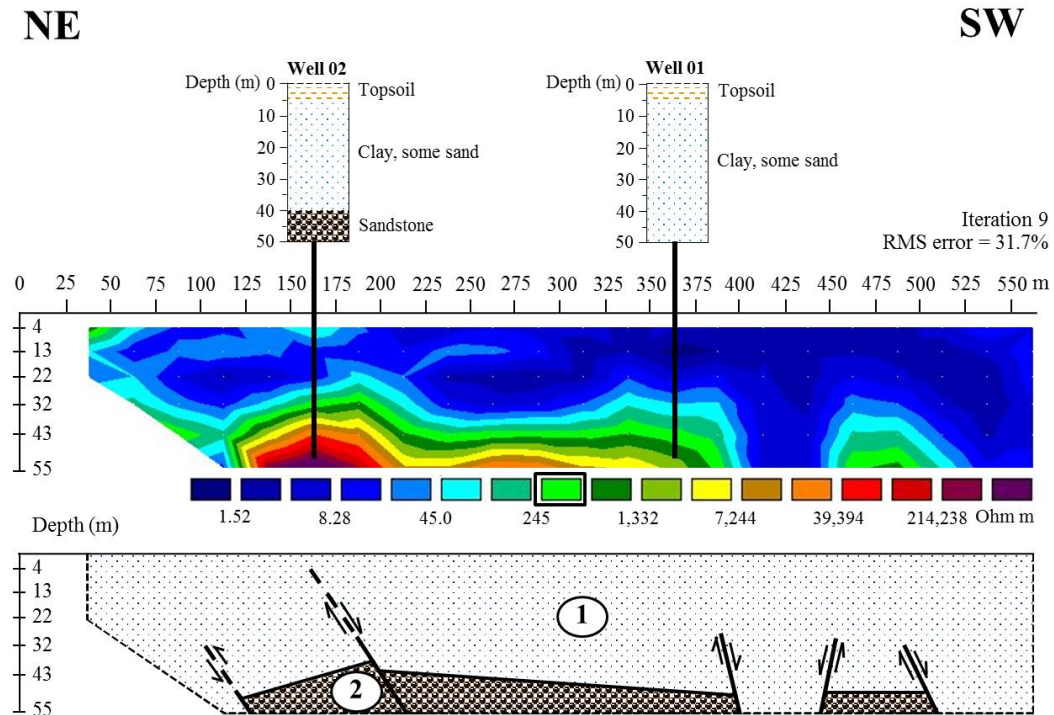 NE
SW
Well 02
Well 01
Depth (m) 0
10
20
30
40
50
Topsoil
Clay, some sand
Sandstone
Depth (m) 0
10
20
30
40
50
Topsoil
Clay, some sand
Iteration 9
RMS error = 31.7%
0 25 50 75 100 125 150 175 200 225 250 275 300 325 350 375 425 400 450 475 500 525 550 m
4
13
22
32
43
55
1.52 8.28 45.0 245 1,332 7,244 39,394 214,238 Ohm m
Depth (m)
4
13
22
32
43
55
1
2